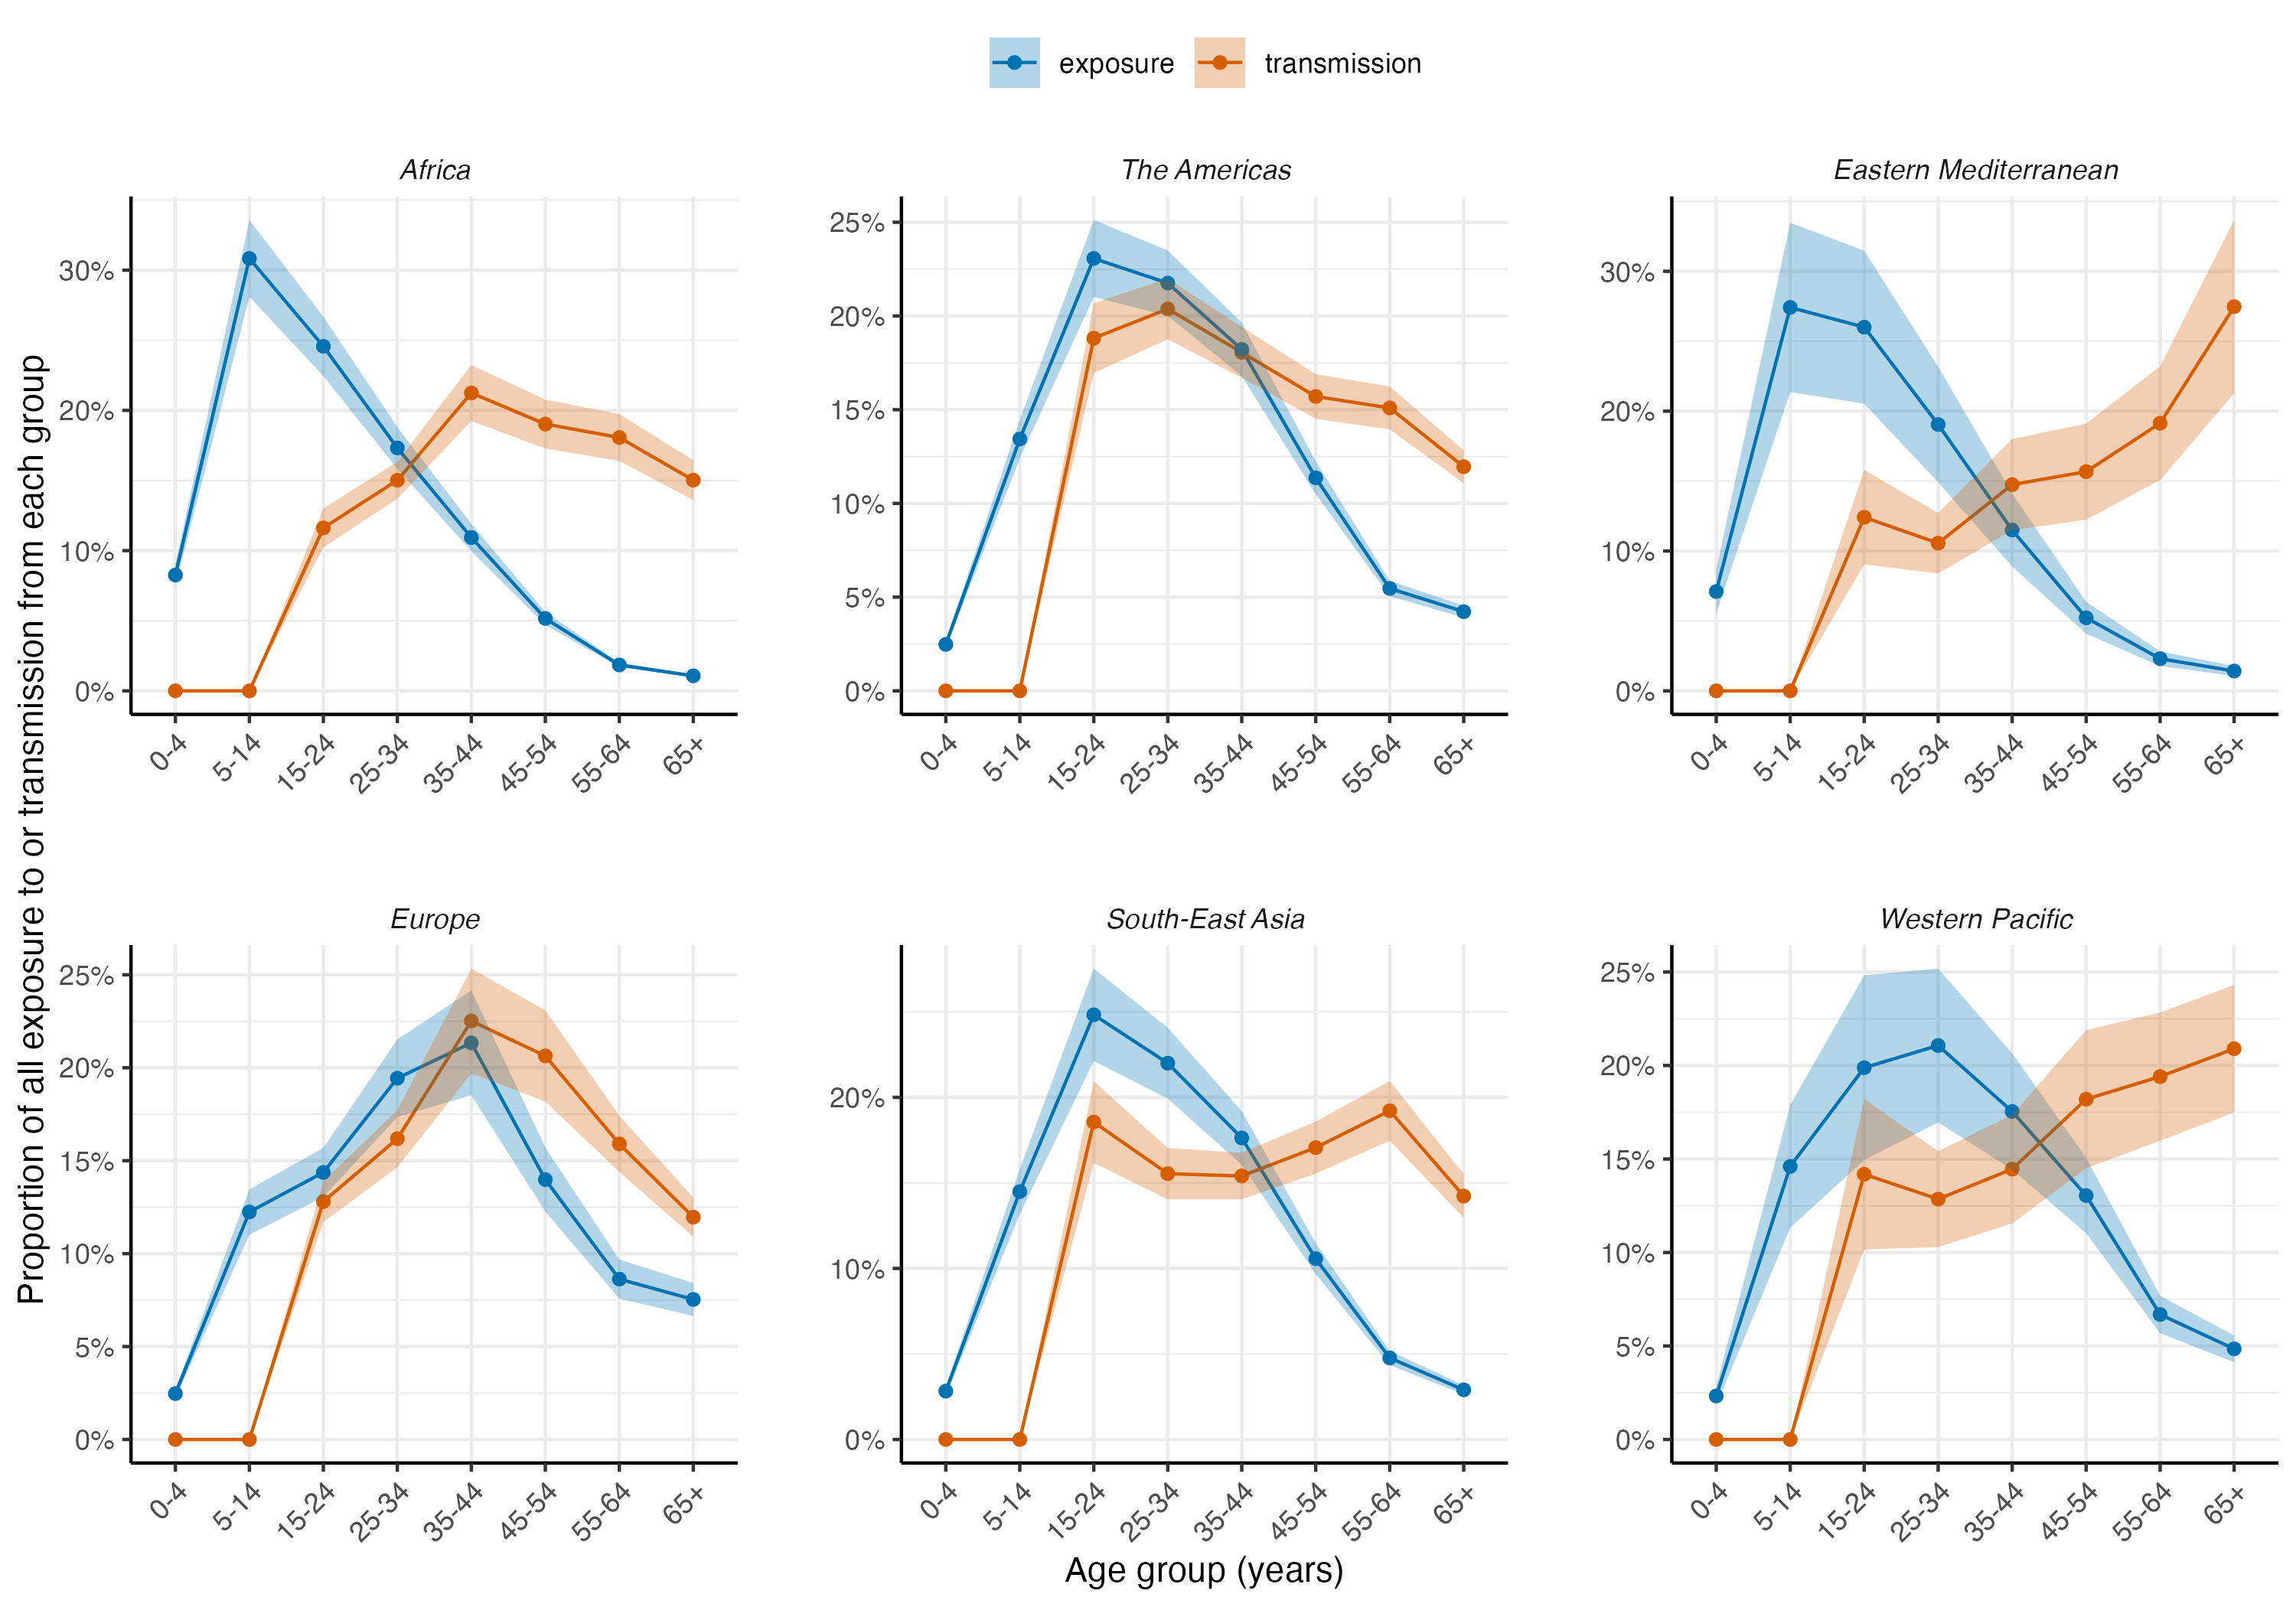 exposure transmission
Africa
The Americas
Eastern Mediterranean
Proportion of all exposure to or transmission from each group
30%
20%
10%
0%
0-4 5-14 15-24 25-34 35-44 45-54 55-64 65+
25%
20%
15%
10%
5%
0%
0-4 5-14 15-24 25-34 35-44 45-54 55-64 65+
30%
20%
10%
0%
0-4 5-14 15-24 25-34 35-44 45-54 55-64 65+
Europe
South-East Asia
Western Pacific
25%
20%
15%
10%
5%
0%
0-4 5-14 15-24 25-34 35-44 45-54 55-64 65+
20%
10%
0%
0-4 5-14 15-24 25-34 35-44 45-54 55-64 65+
25%
20%
15%
10%
5%
0%
0-4 5-14 15-24 25-34 35-44 45-54 55-64 65+
Age group (years)